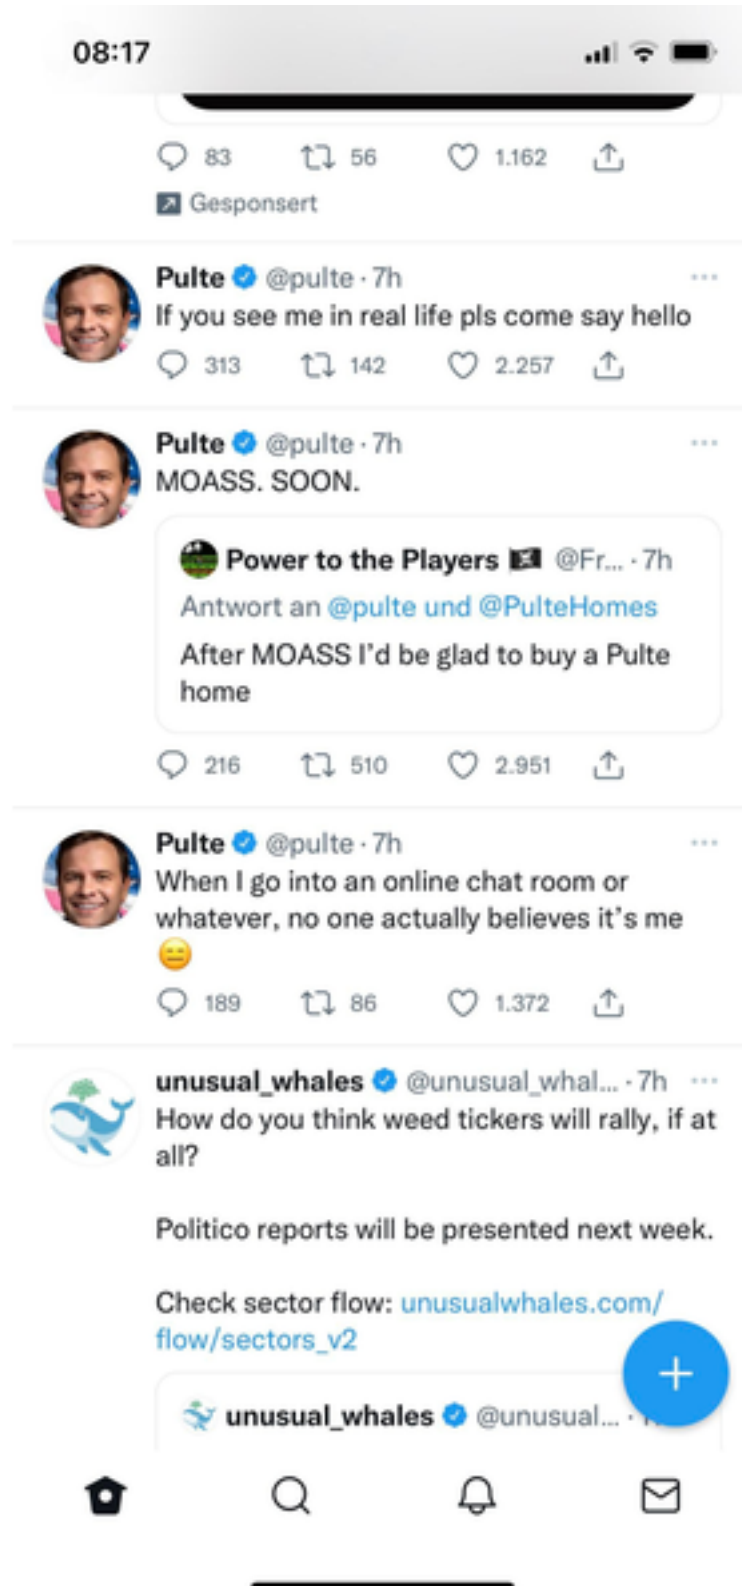 08:17
83 56 1.162
Gesponsert
Pulte @pulte · 7h
If you see me in real life pls come say hello
313 142 2.257
Pulte @pulte · 7h
MOASS. SOON.
Power to the Players 🏴‍☠️ @Fr... · 7h
Antwort an @pulte und @PulteHomes
After MOASS I'd be glad to buy a Pulte
home
216 510 2.951
Pulte @pulte · 7h
When I go into an online chat room or
whatever, no one actually believes it's me
😑
189 86 1.372
unusual_whales @unusual_whal... · 7h
How do you think weed tickers will rally, if at
all?
Politico reports will be presented next week.
Check sector flow: unusualwhales.com/
flow/sectors_v2
unusual_whales @unusual... ·